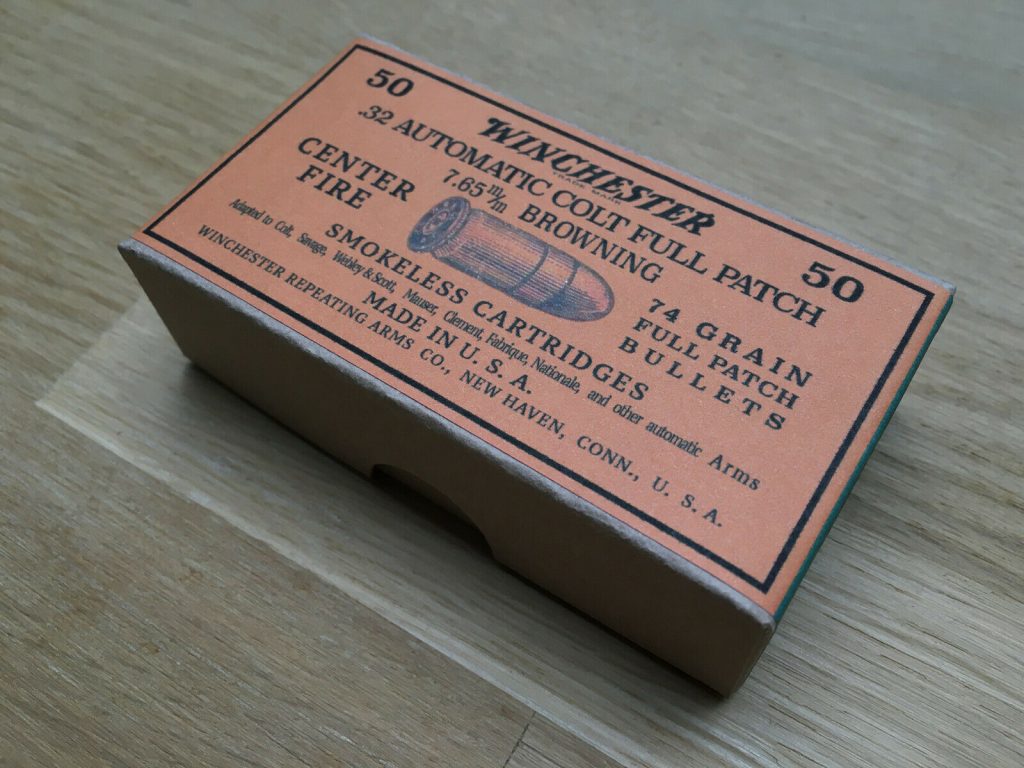 50
50
WINCHESTER
.32 AUTOMATIC COLT FULL PATCH
7.65 m/m BROWNING
CENTER
FIRE
74 GRAIN
FULL PATCH
BULLETS
SMOKELESS CARTRIDGES
Adapted to Colt, Savage, Webley & Scott, Mauser, Clement, Fabrique, Nationale, and other automatic Arms
MADE IN U. S. A.
WINCHESTER REPEATING ARMS CO., NEW HAVEN, CONN., U. S. A.